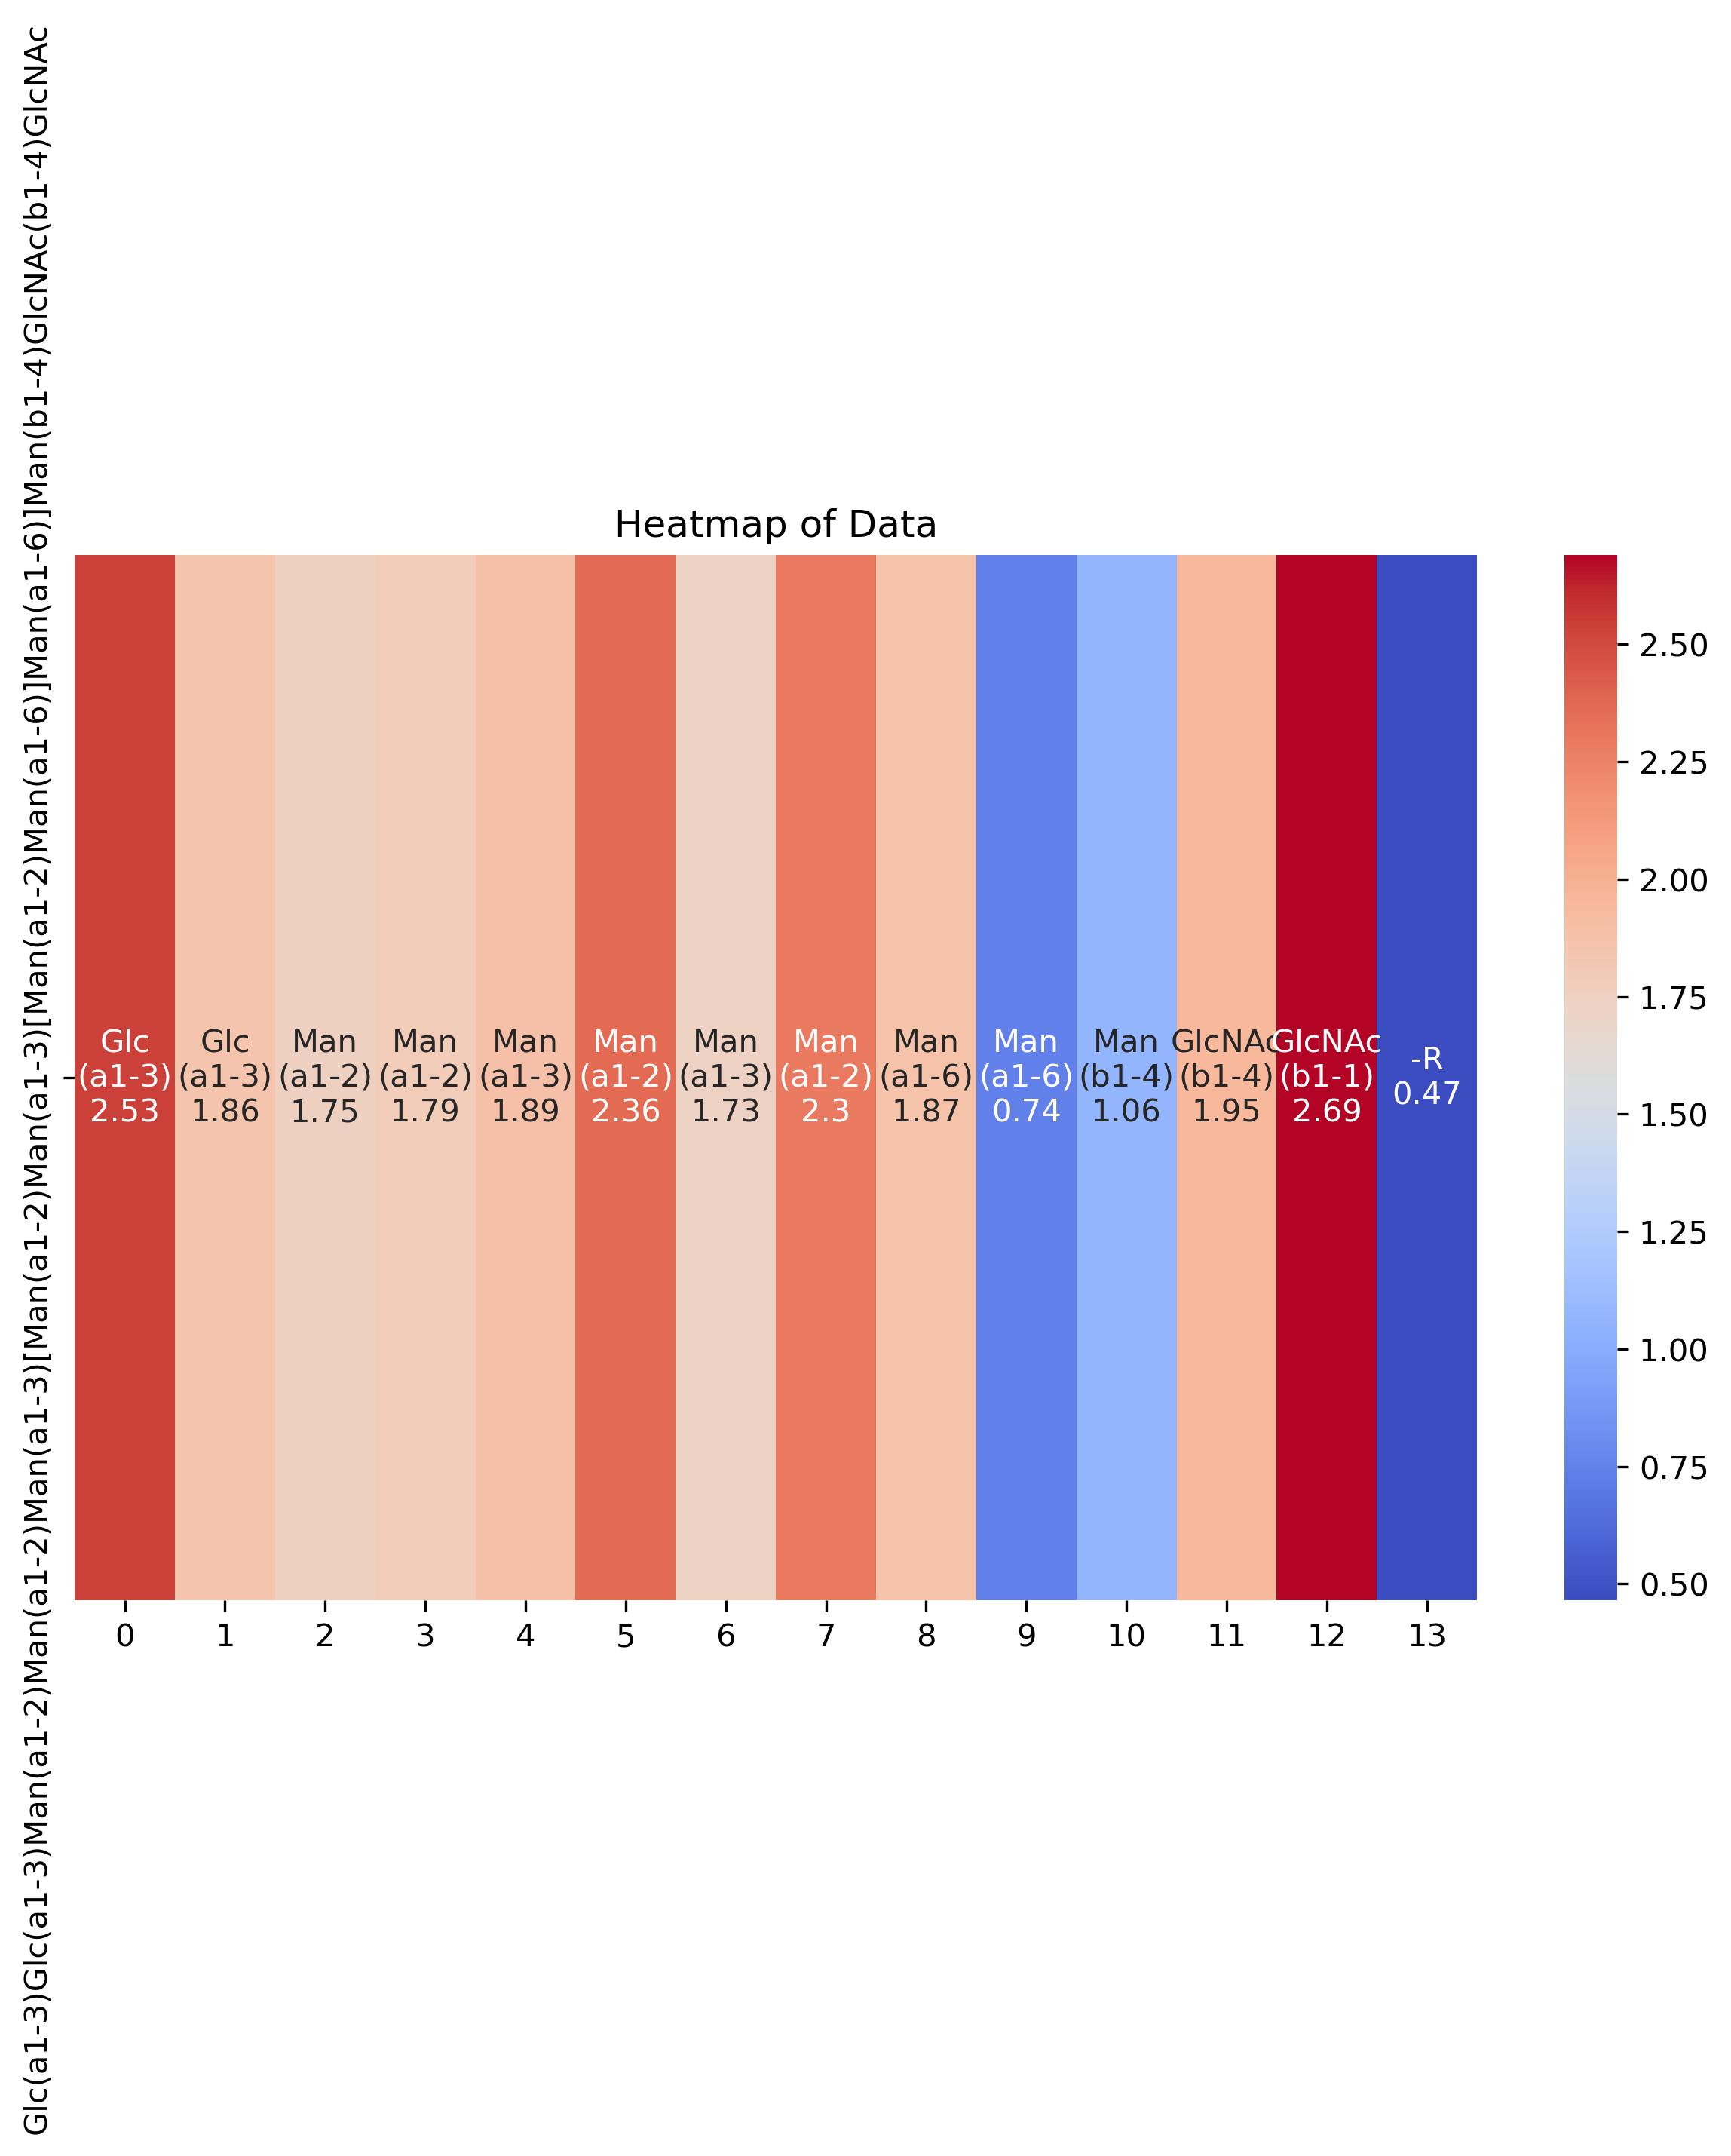 Heatmap of Data
Glc(a1-3)Glc(a1-3)Man(a1-2)Man(a1-2)Man(a1-3)[Man(a1-2)Man(a1-3)[Man(a1-2)Man(a1-6)]Man(a1-6)]Man(b1-4)GlcNAc(b1-4)GlcNAc
Glc
(a1-3)
2.53
Glc
(a1-3)
1.86
Man
(a1-2)
1.75
Man
(a1-2)
1.79
Man
(a1-3)
1.89
Man
(a1-2)
2.36
Man
(a1-3)
1.73
Man
(a1-2)
2.3
Man
(a1-6)
1.87
Man
(a1-6)
0.74
Man
(b1-4)
1.06
GlcNAc
(b1-4)
1.95
GlcNAc
(b1-1)
2.69
-R
0.47
0
1
2
3
4
5
6
7
8
9
10
11
12
13
2.50
2.25
2.00
1.75
1.50
1.25
1.00
0.75
0.50